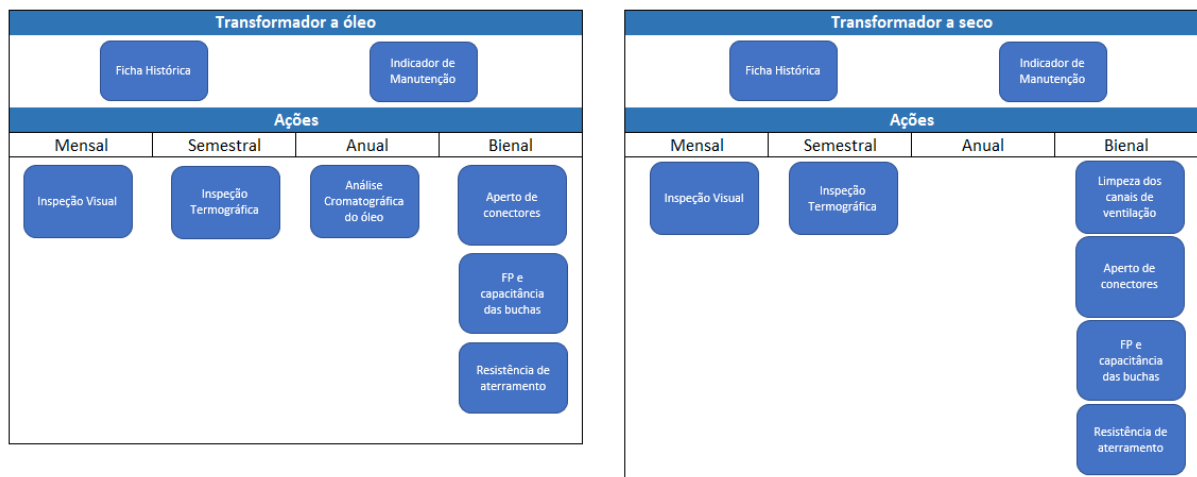 Transformador a óleo
Ficha Histórica
Indicador de
Manutenção
Ações
Mensal
Semestral
Anual
Bienal
Inspeção Visual
Inspeção
Termográfica
Análise
Cromatográfica
do óleo
Aperto de
conectores
FP e
capacitância
das buchas
Resistência de
aterramento
Transformador a seco
Ficha Histórica
Indicador de
Manutenção
Ações
Mensal
Semestral
Anual
Bienal
Inspeção Visual
Inspeção
Termográfica
Limpeza dos
canais de
ventilação
Aperto de
conectores
FP e
capacitância
das buchas
Resistência de
aterramento